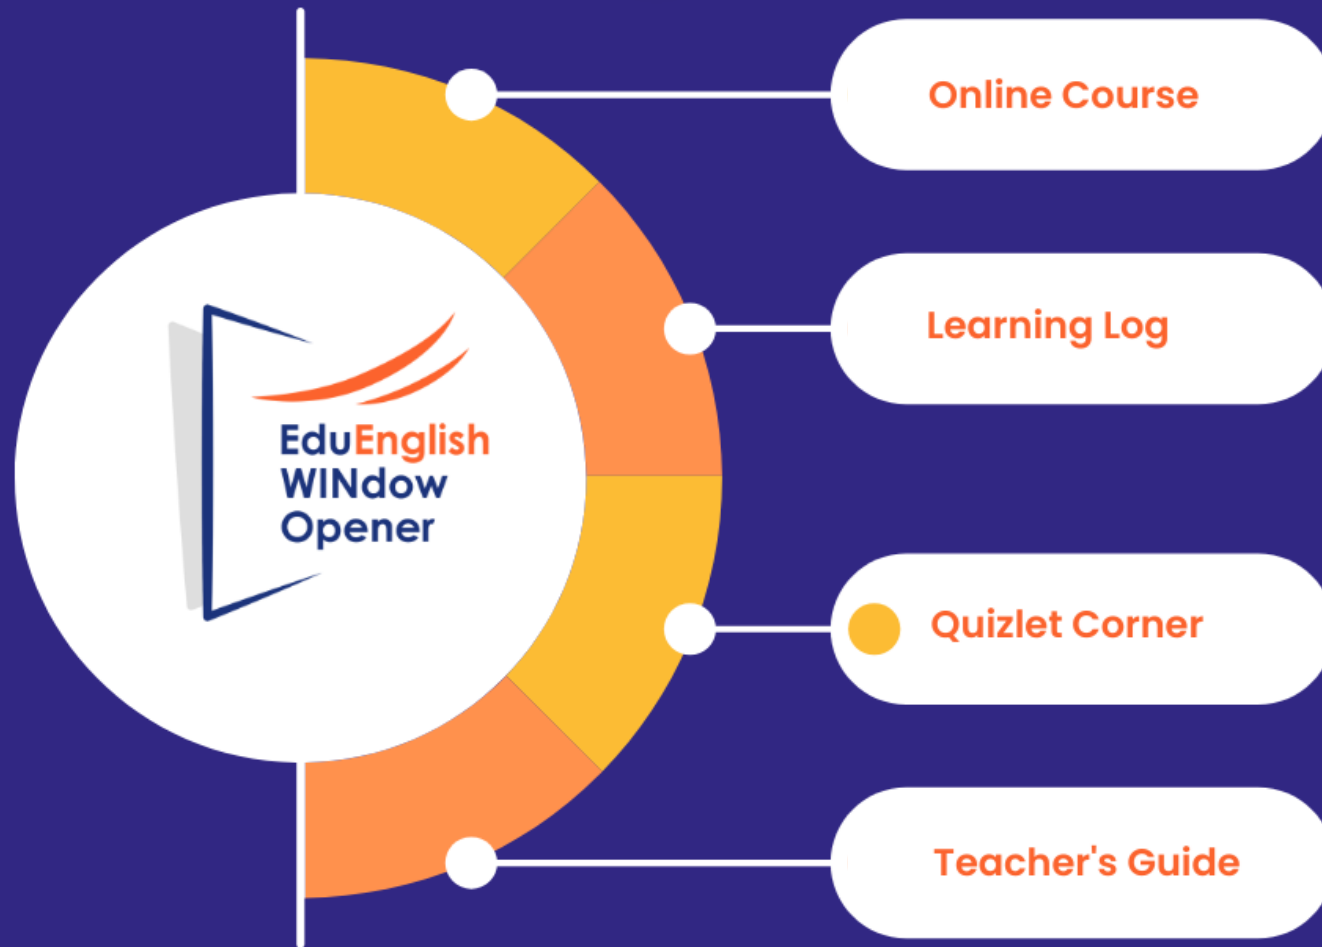 EduEnglish
WINdow
Opener
Online Course
Learning Log
Quizlet Corner
Teacher's Guide